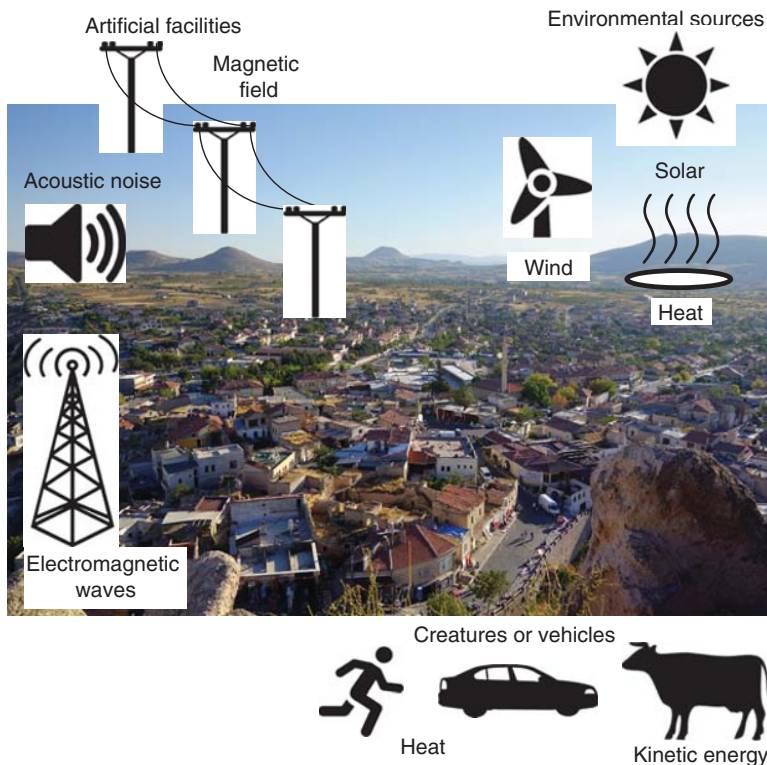 Artificial facilities
Environmental sources
Magnetic
field
Acoustic noise
Solar
Wind
Heat
Electromagnetic
waves
Creatures or vehicles
Heat
Kinetic energy